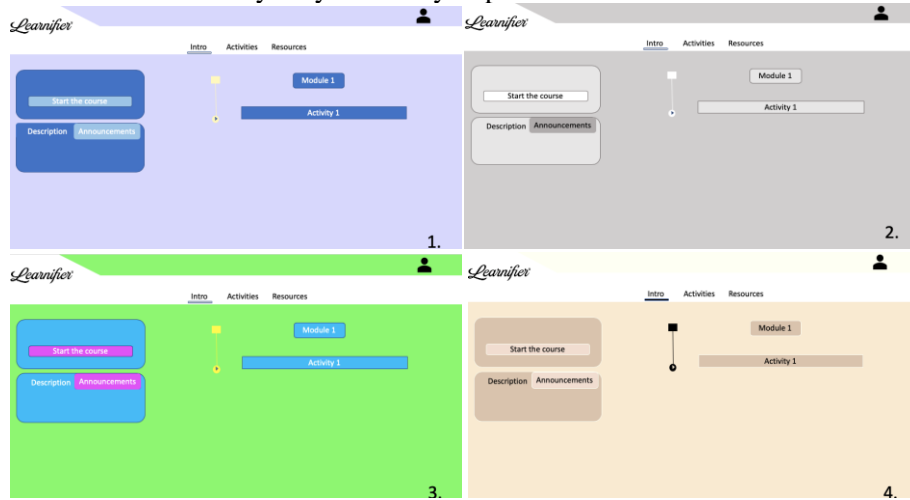 Learnifier
Intro Activities Resources
Module 1
Start the course
Activity 1
Description Announcements
1.
Learnifier
Intro Activities Resources
Module 1
Start the course
Activity 1
Description Announcements
2.
Learnifier
Intro Activities Resources
Module 1
Start the course
Activity 1
Description Announcements
3.
Learnifier
Intro Activities Resources
Module 1
Start the course
Activity 1
Description Announcements
4.